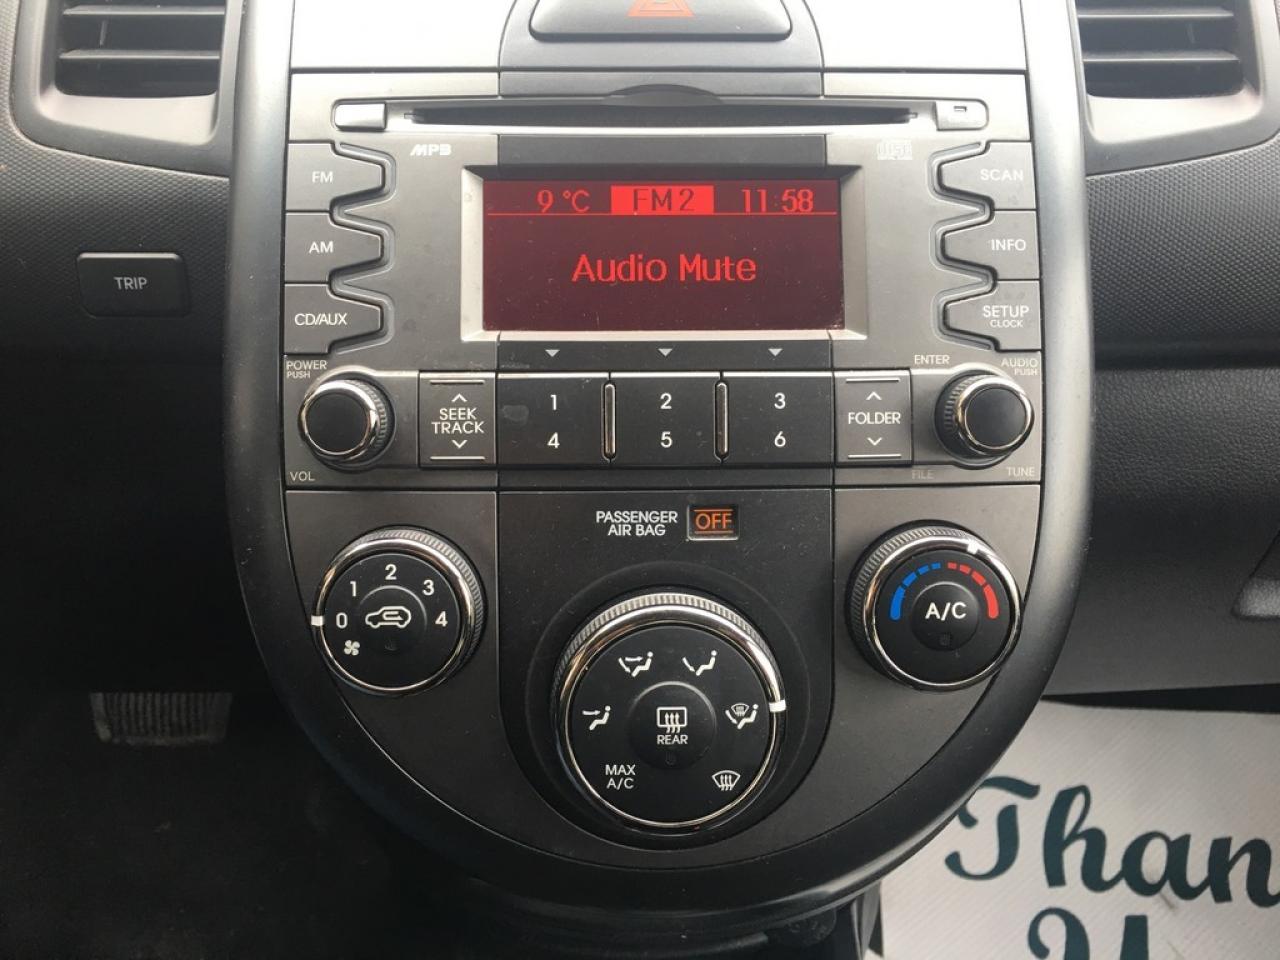 MP3
DISC
FM
AM
CD/AUX
TRIP
9 °C FM2 11:58
Audio Mute
SCAN
INFO
SETUP
CLOCK
POWER
PUSH
VOL
SEEK
TRACK
1 2 3
4 5 6
FOLDER
ENTER
AUDIO
PUSH
FILE
TUNE
PASSENGER
AIR BAG
OFF
0 1 2 3 4
A/C
REAR
MAX
A/C
Than